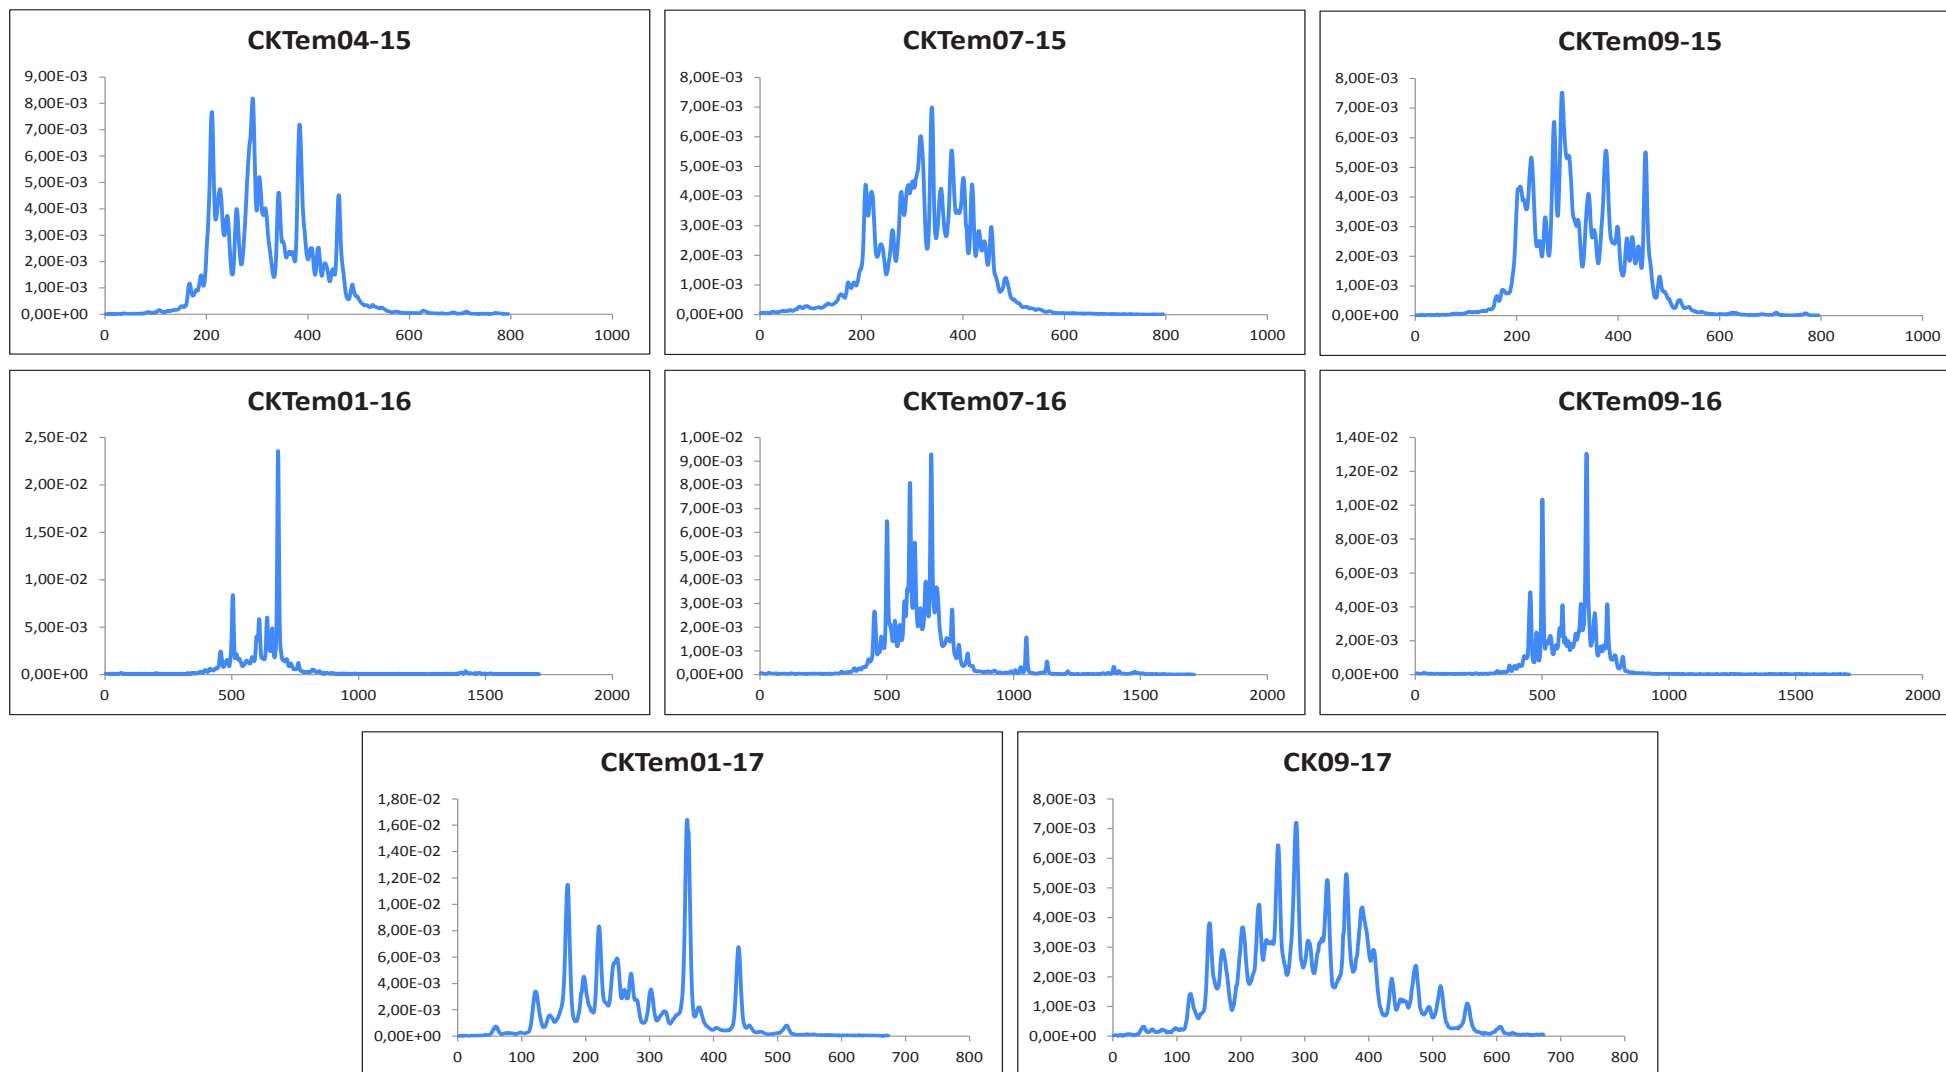 CKTem04-15
9,00E-03
8,00E-03
7,00E-03
6,00E-03
5,00E-03
4,00E-03
3,00E-03
2,00E-03
1,00E-03
0,00E+00
0 200 400 600 800 1000
CKTem07-15
8,00E-03
7,00E-03
6,00E-03
5,00E-03
4,00E-03
3,00E-03
2,00E-03
1,00E-03
0,00E+00
0 200 400 600 800 1000
CKTem09-15
8,00E-03
7,00E-03
6,00E-03
5,00E-03
4,00E-03
3,00E-03
2,00E-03
1,00E-03
0,00E+00
0 200 400 600 800 1000
CKTem01-16
2,50E-02
2,00E-02
1,50E-02
1,00E-02
5,00E-03
0,00E+00
0 500 1000 1500 2000
CKTem07-16
1,00E-02
9,00E-03
8,00E-03
7,00E-03
6,00E-03
5,00E-03
4,00E-03
3,00E-03
2,00E-03
1,00E-03
0,00E+00
0 500 1000 1500 2000
CKTem09-16
1,40E-02
1,20E-02
1,00E-02
8,00E-03
6,00E-03
4,00E-03
2,00E-03
0,00E+00
0 500 1000 1500 2000
CKTem01-17
1,80E-02
1,60E-02
1,40E-02
1,20E-02
1,00E-02
8,00E-03
6,00E-03
4,00E-03
2,00E-03
0,00E+00
0 100 200 300 400 500 600 700 800
CK09-17
8,00E-03
7,00E-03
6,00E-03
5,00E-03
4,00E-03
3,00E-03
2,00E-03
1,00E-03
0,00E+00
0 100 200 300 400 500 600 700 800